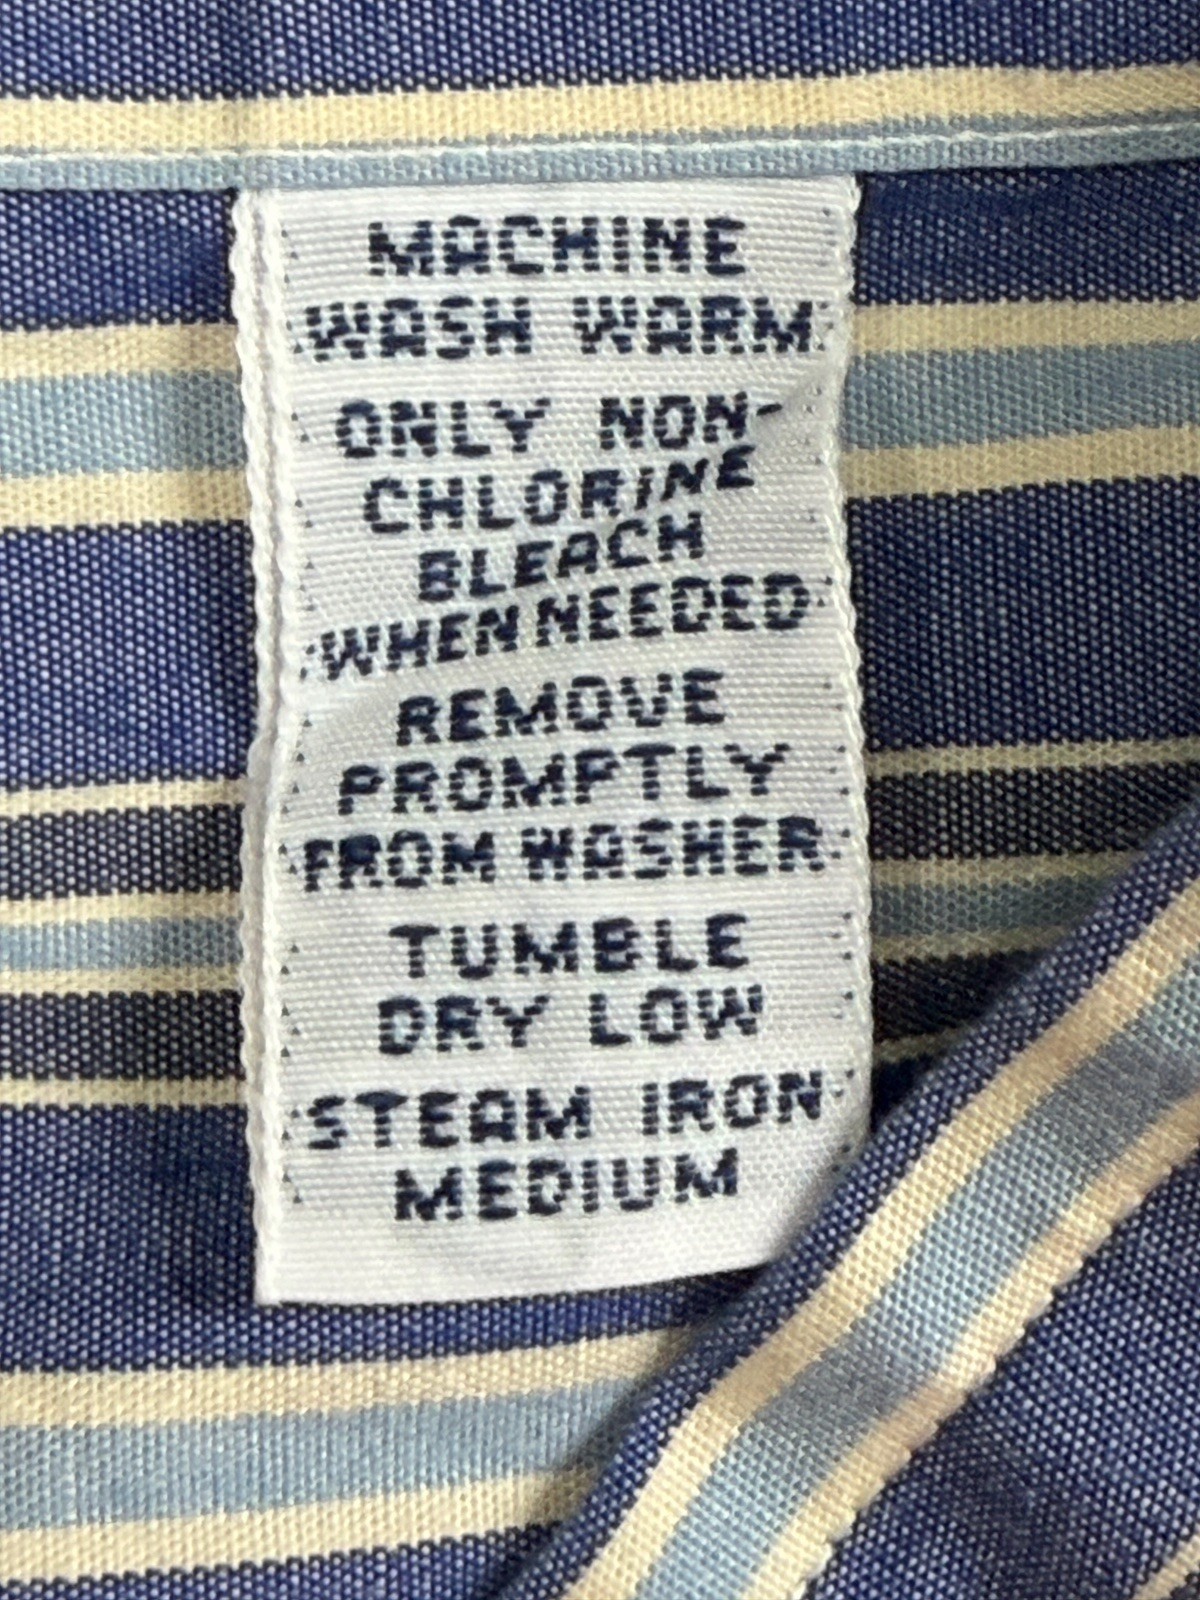 MACHINE
WASH WARM
ONLY NON-
CHLORINE
BLEACH
WHEN NEEDED
REMOVE
PROMPTLY
FROM WASHER
TUMBLE
DRY LOW
STEAM IRON
MEDIUM